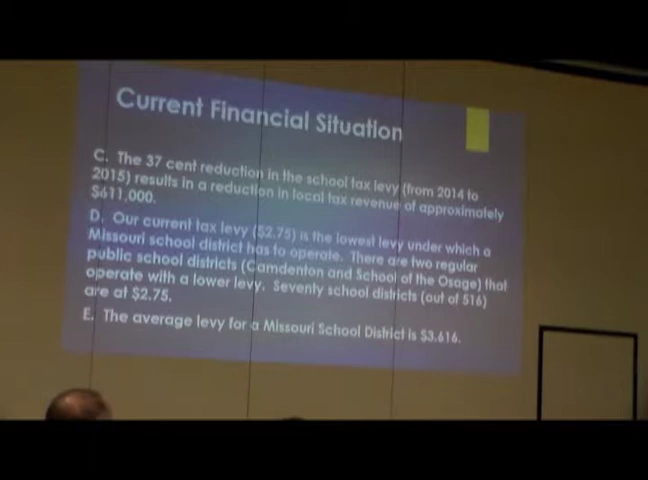 Current Financial Situation
C. The 37 cent reduction in the school tax levy (from 2014 to
2015) results in a reduction in local tax revenue of approximately
$611,000.
D. Our current tax levy ($2.75) is the lowest levy under which a
Missouri school district has to operate. There are two regular
public school districts (Camdenton and School of the Osage) that
operate with a lower levy. Seventy school districts (out of 516)
are at $2.75.
E. The average levy for a Missouri School District is $3.616.